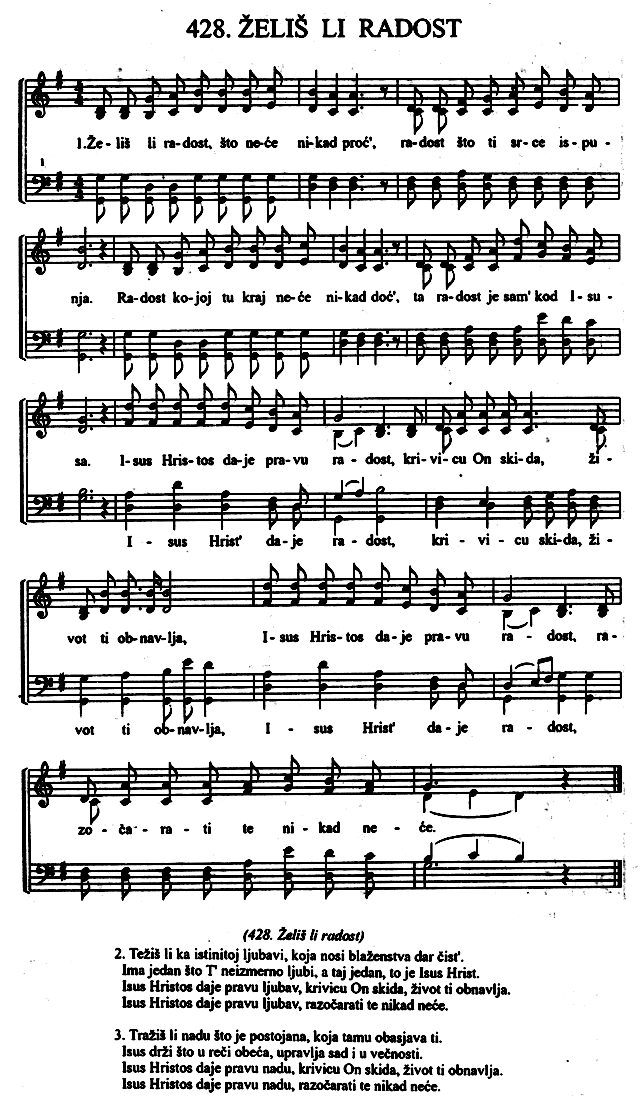 428. ŽELIŠ LI RADOST
1.Že - liš li ra-dost, što ne-će ni-kad proć', ra-dost što ti sr-ce is-pu -
nja. Ra-dost ko-joj tu kraj ne-će ni-kad doć', ta ra-dost je sam' kod I-su-
sa. I-sus Hris-tos da-je pra-vu ra-dost, kri-vi-cu On ski-da, ži-
I - sus Hrist' da-je ra-dost, kri - vi - cu ski-da, ži-
vot ti ob-nav-lja, I-sus Hris-tos da-je pra-vu ra-dost, ra-
vot ti ob-nav-lja, I - sus Hrist' da-je ra-dost,
zo-ča-ra-ti te ni-kad ne-će.
(428. Želiš li radost)
2. Težiš li ka istinitoj ljubavi, koja nosi blaženstva dar čist'.
Ima jedan što T' neizmerno ljubi, a taj jedan, to je Isus Hrist.
Isus Hristos daje pravu ljubav, krivicu On skida, život ti obnavlja.
Isus Hristos daje pravu ljubav, razočarati te nikad neće.
3. Tražiš li nadu što je postojana, koja tamu obasjava ti.
Isus drži što u reči obeća, upravlja sad i u večnosti.
Isus Hristos daje pravu nadu, krivicu On skida, život ti obnavlja.
Isus Hristos daje pravu nadu, razočarati te nikad neće.